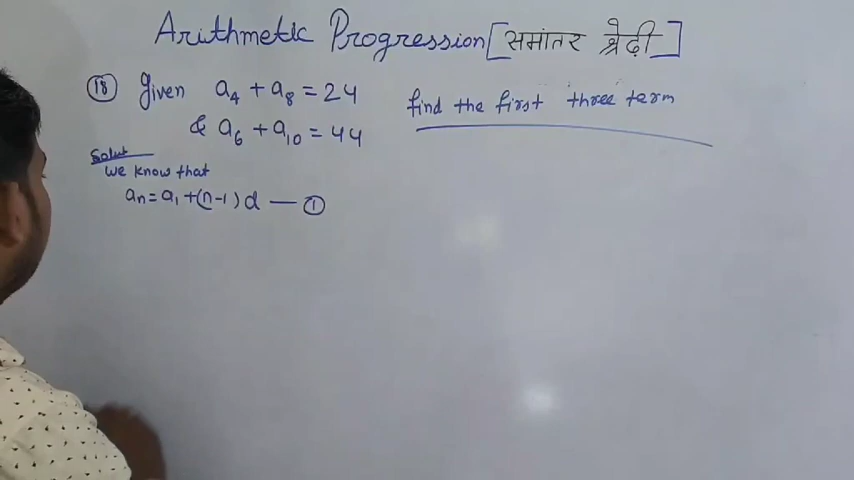 Arithmetic Progression [समांतर श्रेढ़ी]
(18) Given a₄ + a₈ = 24
find the first three term
& a₆ + a₁₀ = 44
Solut
we know that
aₙ = a₁ + (n-1) d — ①